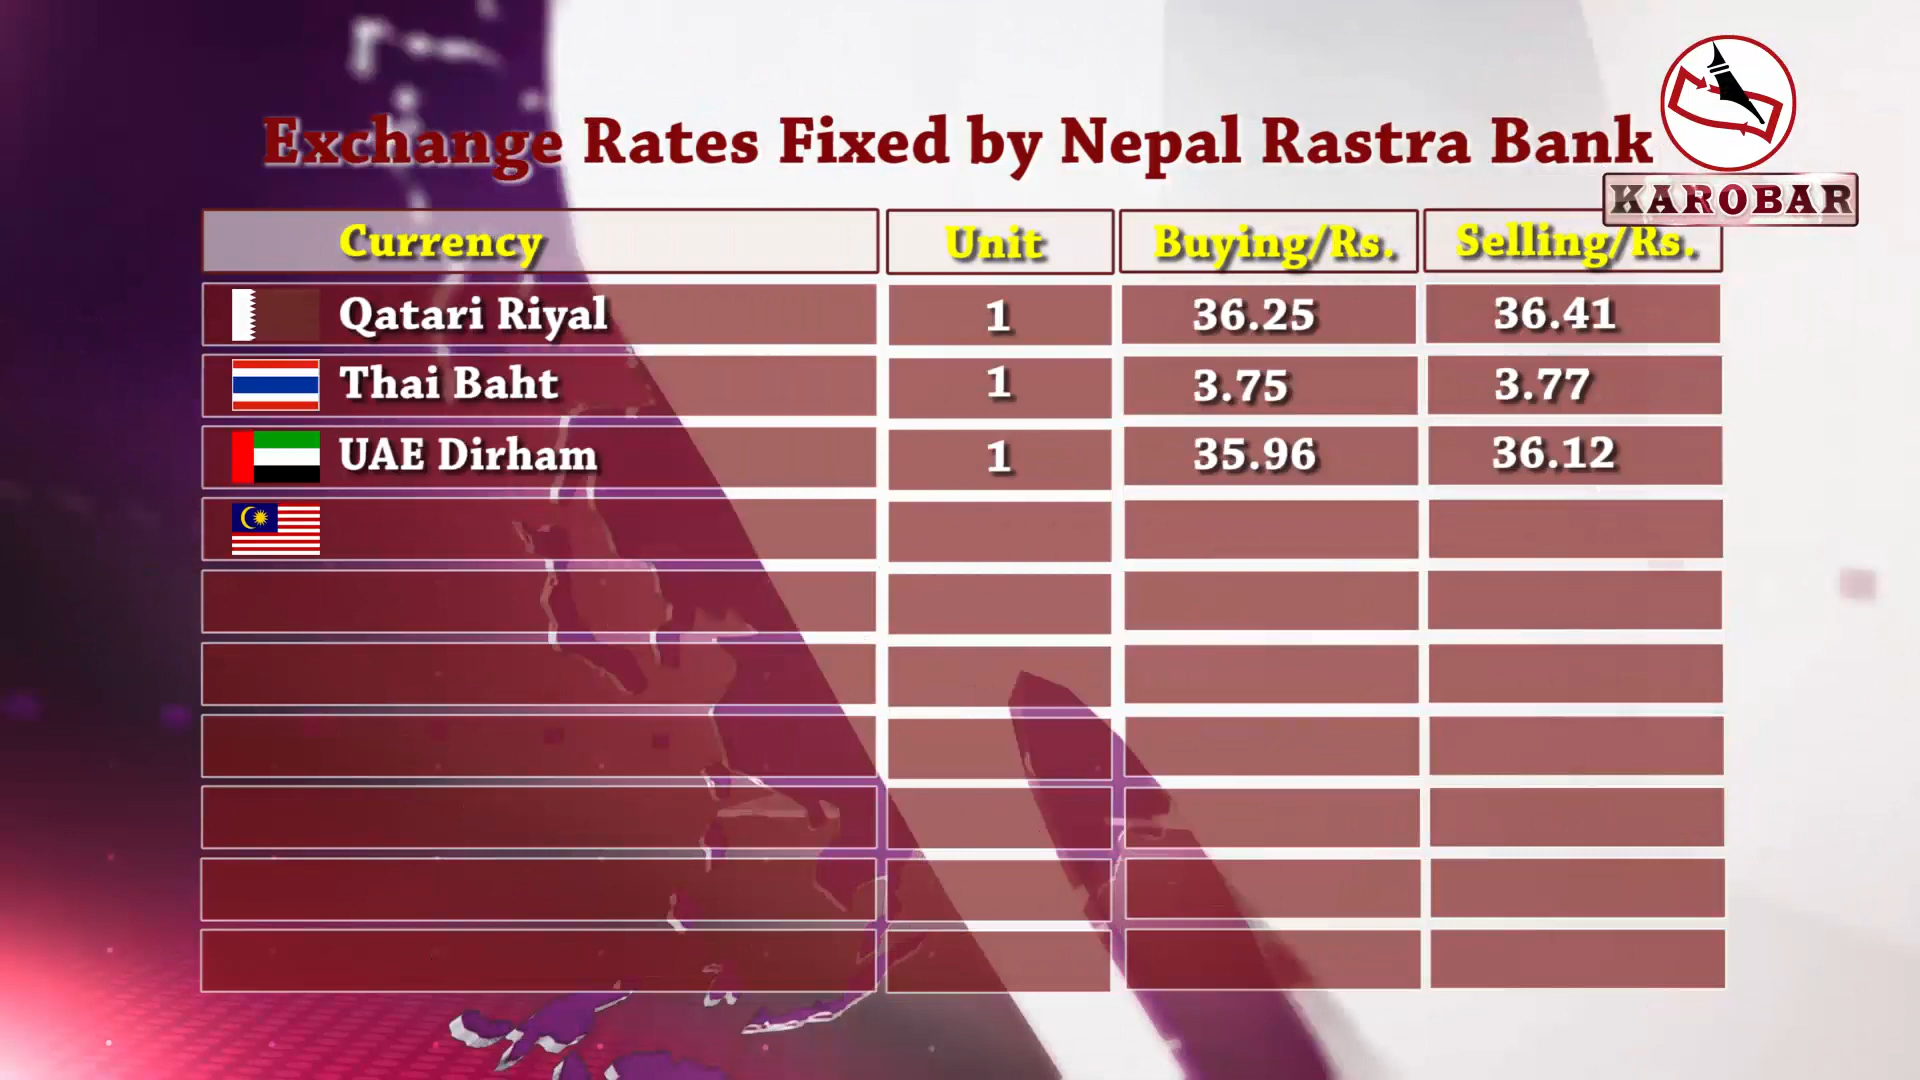 Exchange Rates Fixed by Nepal Rastra Bank
KAROBAR
Currency Unit Buying/Rs. Selling/Rs.
Qatari Riyal 1 36.25 36.41
Thai Baht 1 3.75 3.77
UAE Dirham 1 35.96 36.12